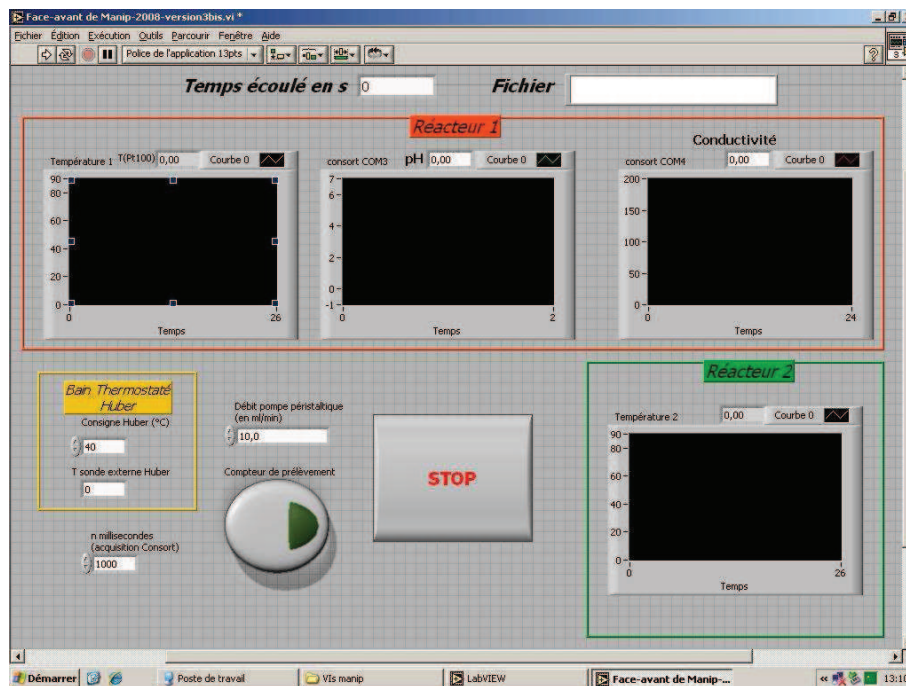 Face-avant de Manip-2008-version3bis.vi *
Fichier Édition Exécution Outils Parcourir Fenêtre Aide
Police de l'application 13pts
3
Temps écoulé en s 0 Fichier
Réacteur 1
Température 1 T(Pt100) 0,00 Courbe 0
90
80
60
40
20
0
0 26
Temps
consort COM3 pH 0,00 Courbe 0
7
6
4
2
0
-1
0 2
Temps
Conductivité
consort COM4 0,00 Courbe 0
200
150
100
50
0
0 24
Temps
Bain Thermostaté
Huber
Consigne Huber (°C)
40
T sonde externe Huber
0
n millisecondes
(acquisition Consort)
1000
Débit pompe péristaltique
(en ml/min)
10,0
Compteur de prélèvement
STOP
Réacteur 2
Température 2 0,00 Courbe 0
90
80
60
40
20
0
0 26
Temps
Démarrer Poste de travail VIs manip LabVIEW Face-avant de Manip-... 13:10